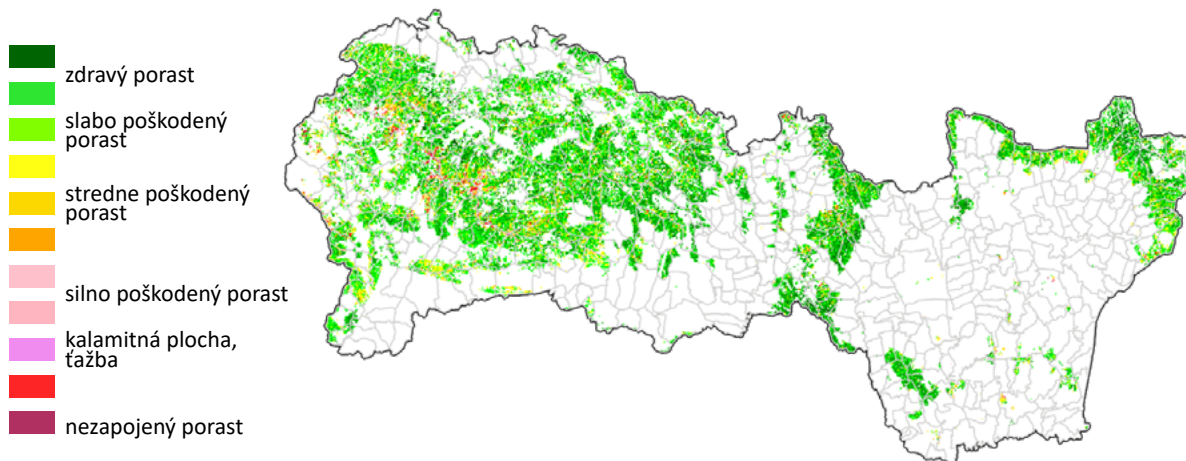 zdravý porast
slabo poškodený
porast
stredne poškodený
porast
silno poškodený porast
kalamitná plocha,
ťažba
nezapojený porast